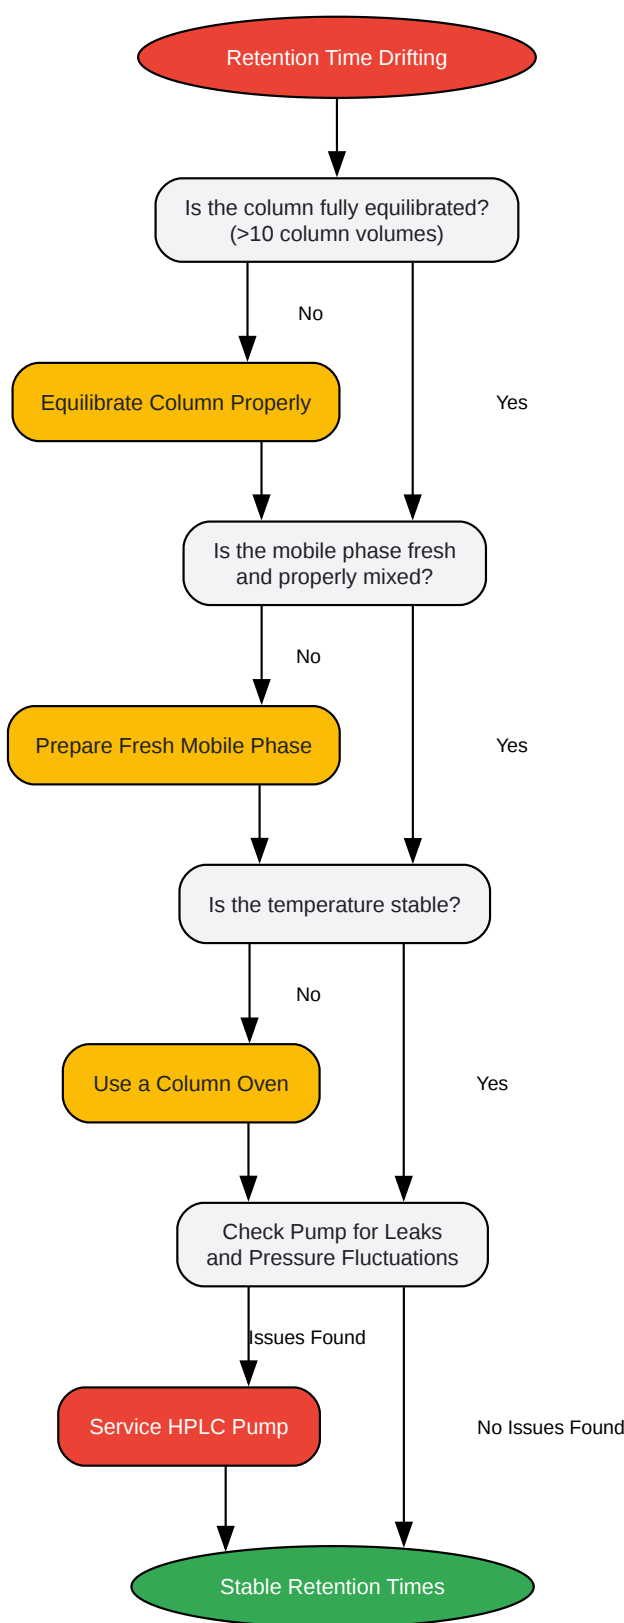 Retention Time Drifting
Is the column fully equilibrated?
(>10 column volumes)
No
Equilibrate Column Properly
Yes
Is the mobile phase fresh
and properly mixed?
No
Prepare Fresh Mobile Phase
Yes
Is the temperature stable?
No
Use a Column Oven
Yes
Check Pump for Leaks
and Pressure Fluctuations
Issues Found
Service HPLC Pump
No Issues Found
Stable Retention Times